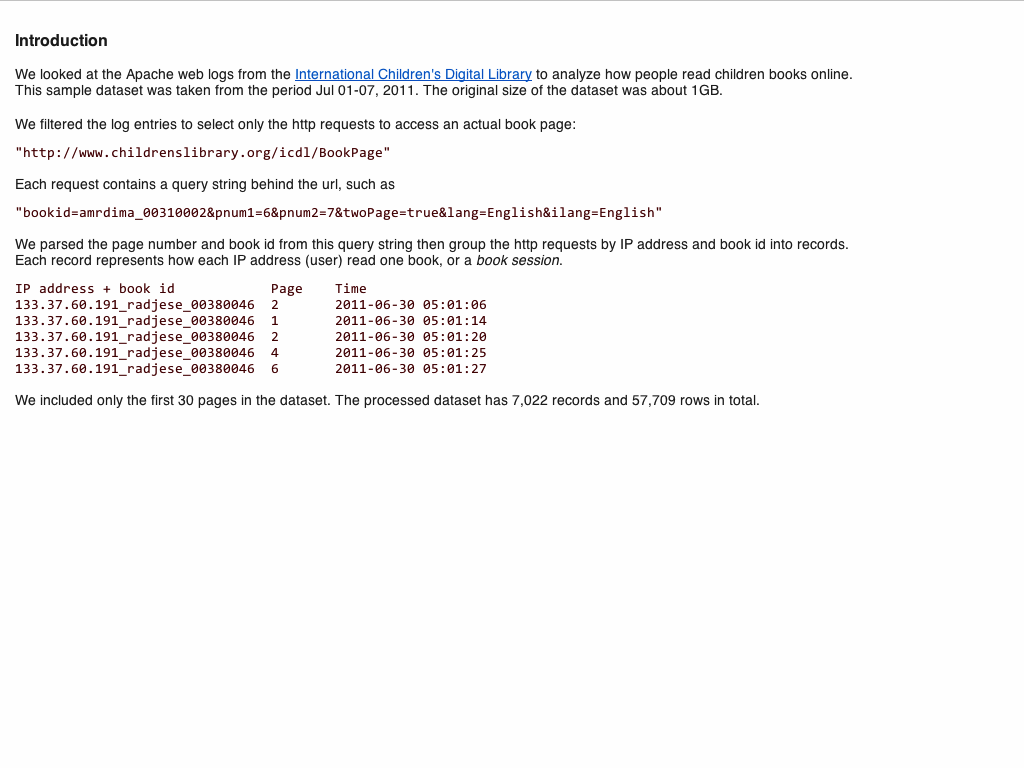 Introduction
We looked at the Apache web logs from the International Children's Digital Library to analyze how people read children books online.
This sample dataset was taken from the period Jul 01-07, 2011. The original size of the dataset was about 1GB.
We filtered the log entries to select only the http requests to access an actual book page:
"http://www.childrenslibrary.org/icdl/BookPage"
Each request contains a query string behind the url, such as
"bookid=amrdima_00310002&pnum1=6&pnum2=7&twoPage=true&lang=English&ilang=English"
We parsed the page number and book id from this query string then group the http requests by IP address and book id into records.
Each record represents how each IP address (user) read one book, or a book session.
IP address + book id Page Time
133.37.60.191_radjese_00380046 2 2011-06-30 05:01:06
133.37.60.191_radjese_00380046 1 2011-06-30 05:01:14
133.37.60.191_radjese_00380046 2 2011-06-30 05:01:20
133.37.60.191_radjese_00380046 4 2011-06-30 05:01:25
133.37.60.191_radjese_00380046 6 2011-06-30 05:01:27
We included only the first 30 pages in the dataset. The processed dataset has 7,022 records and 57,709 rows in total.